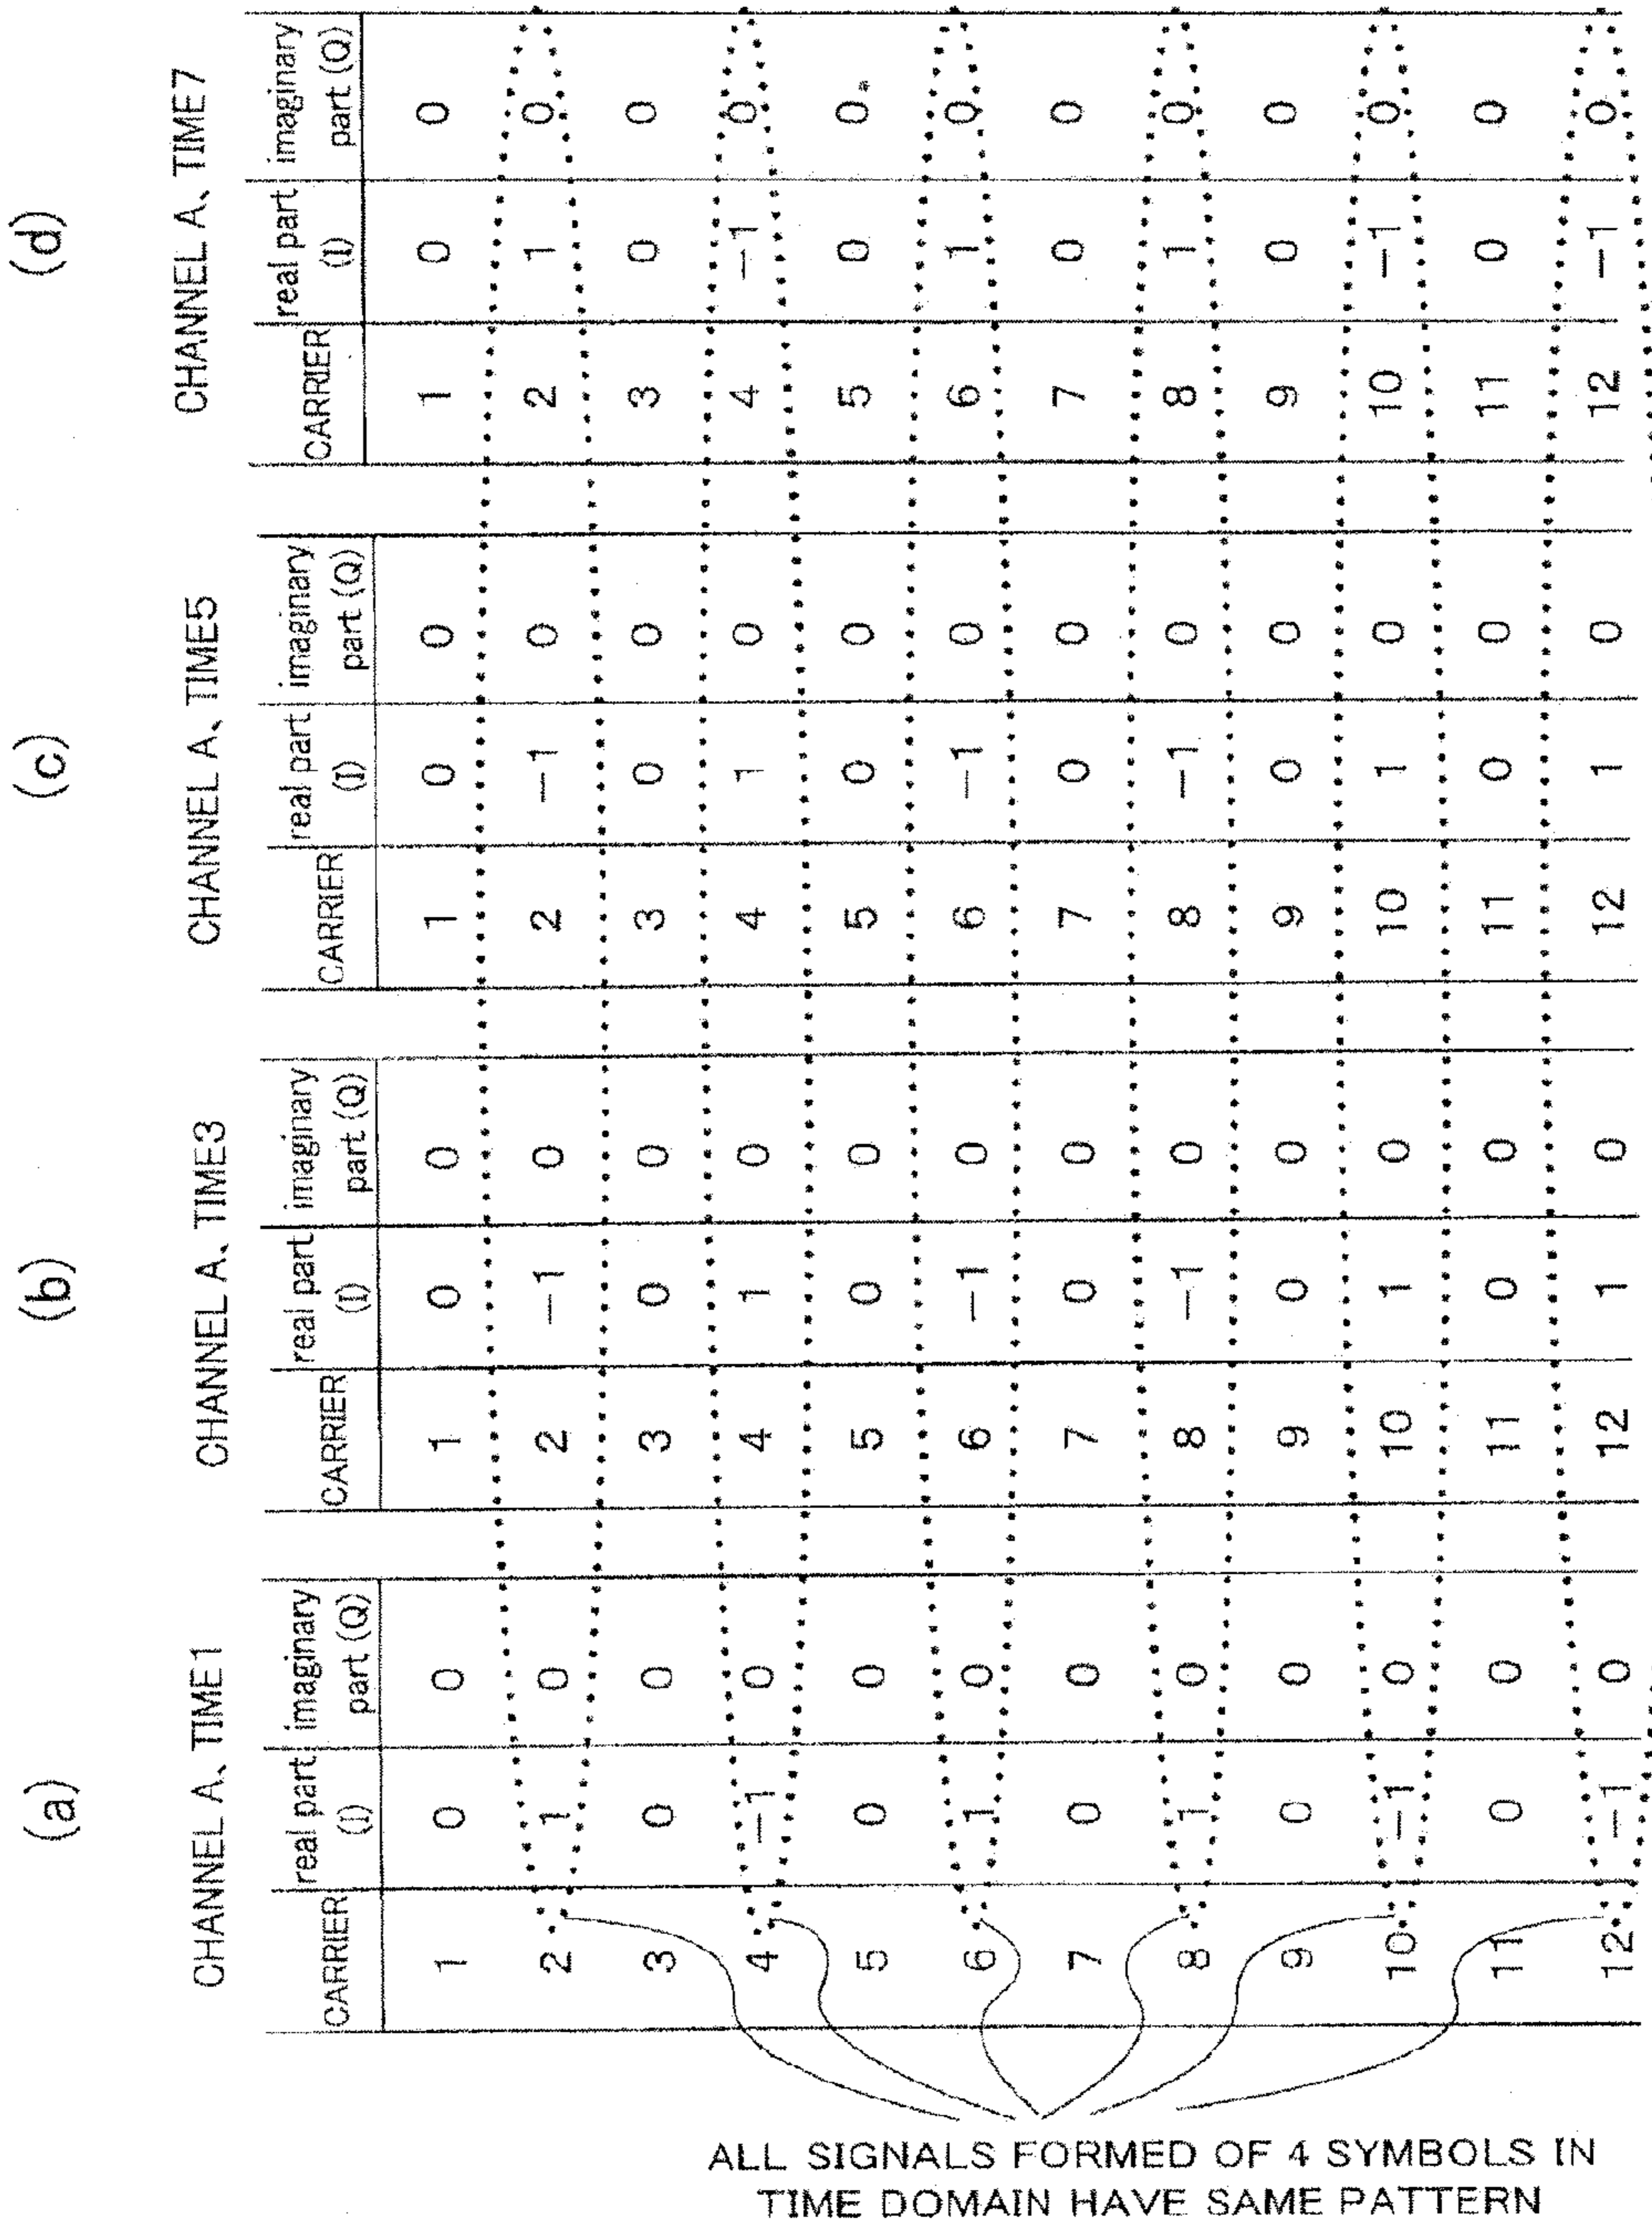 (a)
CHANNEL A、TIME1
CARRIER real part (I) imaginary part (Q)
1 0 0
2 1 0
3 0 0
4 −1 0
5 0 0
6 1 0
7 0 0
8 1 0
9 0 0
10 −1 0
11 0 0
12 −1 0
(b)
CHANNEL A、TIME3
CARRIER real part (I) imaginary part (Q)
1 0 0
2 −1 0
3 0 0
4 1 0
5 0 0
6 −1 0
7 0 0
8 −1 0
9 0 0
10 1 0
11 0 0
12 1 0
(c)
CHANNEL A、TIME5
CARRIER real part (I) imaginary part (Q)
1 0 0
2 −1 0
3 0 0
4 1 0
5 0 0
6 −1 0
7 0 0
8 −1 0
9 0 0
10 1 0
11 0 0
12 1 0
(d)
CHANNEL A、TIME7
CARRIER real part (I) imaginary part (Q)
1 0 0
2 1 0
3 0 0
4 −1 0
5 0 0
6 1 0
7 0 0
8 1 0
9 0 0
10 −1 0
11 0 0
12 −1 0
ALL SIGNALS FORMED OF 4 SYMBOLS IN
TIME DOMAIN HAVE SAME PATTERN